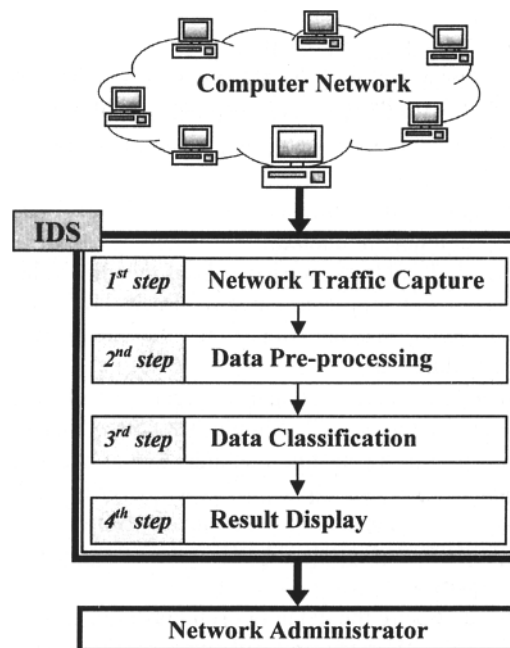 Computer Network
IDS
1st step Network Traffic Capture
2nd step Data Pre-processing
3rd step Data Classification
4th step Result Display
Network Administrator